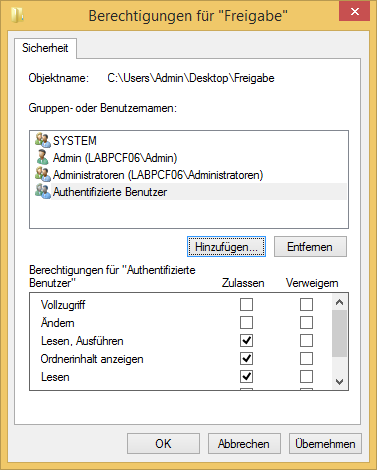 Berechtigungen für "Freigabe"
Sicherheit
Objektname: C:\Users\Admin\Desktop\Freigabe
Gruppen- oder Benutzernamen:
SYSTEM
Admin (LABPCF06\Admin)
Administratoren (LABPCF06\Administratoren)
Authentifizierte Benutzer
Hinzufügen... Entfernen
Berechtigungen für "Authentifizierte
Benutzer" Zulassen Verweigern
Vollzugriff
Ändern
Lesen, Ausführen
Ordnerinhalt anzeigen
Lesen
OK Abbrechen Übernehmen